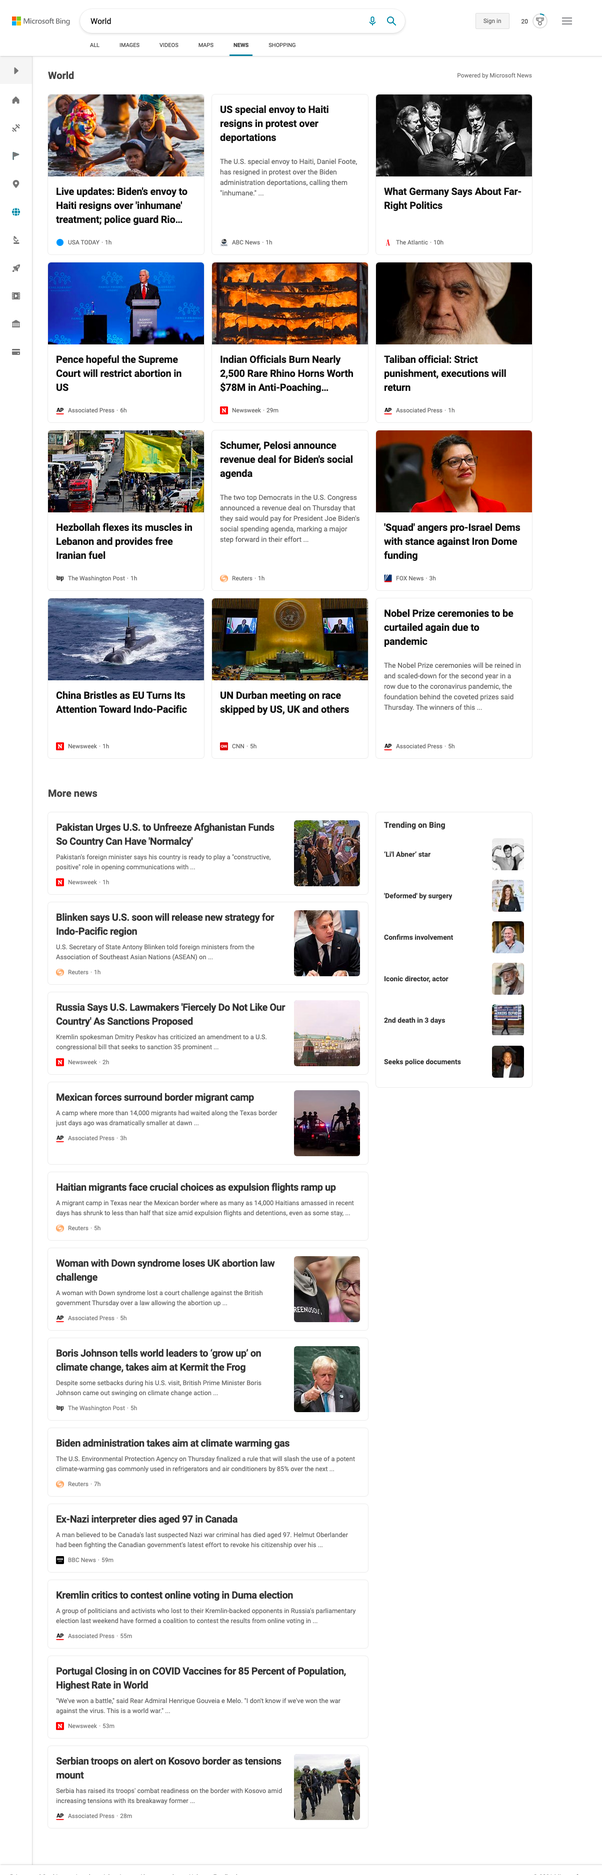 Microsoft Bing
World
Sign in
20
ALL
IMAGES
VIDEOS
MAPS
NEWS
SHOPPING
World
Powered by Microsoft News
Live updates: Biden's envoy to
Haiti resigns over 'inhumane'
treatment; police guard Rio...
USA TODAY · 1h
US special envoy to Haiti
resigns in protest over
deportations
The U.S. special envoy to Haiti, Daniel Foote,
has resigned in protest over the Biden
administration deportations, calling them
"inhumane." ...
ABC News · 1h
What Germany Says About Far-
Right Politics
The Atlantic · 10h
Pence hopeful the Supreme
Court will restrict abortion in
US
AP Associated Press · 6h
Indian Officials Burn Nearly
2,500 Rare Rhino Horns Worth
$78M in Anti-Poaching...
N Newsweek · 29m
Taliban official: Strict
punishment, executions will
return
AP Associated Press · 1h
Hezbollah flexes its muscles in
Lebanon and provides free
Iranian fuel
wp The Washington Post · 1h
Schumer, Pelosi announce
revenue deal for Biden's social
agenda
The two top Democrats in the U.S. Congress
announced a revenue deal on Thursday that
they said would pay for President Joe Biden's
social spending agenda, marking a major
step forward in their effort ...
Reuters · 1h
'Squad' angers pro-Israel Dems
with stance against Iron Dome
funding
FOX News · 3h
China Bristles as EU Turns Its
Attention Toward Indo-Pacific
N Newsweek · 1h
UN Durban meeting on race
skipped by US, UK and others
CNN CNN · 5h
Nobel Prize ceremonies to be
curtailed again due to
pandemic
The Nobel Prize ceremonies will be reined in
and scaled-down for the second year in a
row due to the coronavirus pandemic, the
foundation behind the coveted prizes said
Thursday. The winners of this ...
AP Associated Press · 5h
More news
Pakistan Urges U.S. to Unfreeze Afghanistan Funds
So Country Can Have 'Normalcy'
Pakistan's foreign minister says his country is ready to play a "constructive,
positive" role in opening communications with ...
N Newsweek · 1h
Blinken says U.S. soon will release new strategy for
Indo-Pacific region
U.S. Secretary of State Antony Blinken told foreign ministers from the
Association of Southeast Asian Nations (ASEAN) on ...
Reuters · 1h
Russia Says U.S. Lawmakers 'Fiercely Do Not Like Our
Country' As Sanctions Proposed
Kremlin spokesman Dmitry Peskov has criticized an amendment to a U.S.
congressional bill that seeks to sanction 35 prominent ...
N Newsweek · 2h
Mexican forces surround border migrant camp
A camp where more than 14,000 migrants had waited along the Texas border
just days ago was dramatically smaller at dawn ...
AP Associated Press · 3h
Haitian migrants face crucial choices as expulsion flights ramp up
A migrant camp in Texas near the Mexican border where as many as 14,000 Haitians amassed in recent
days has shrunk to less than half that size amid expulsion flights and detentions, even as some stay, ...
Reuters · 5h
Woman with Down syndrome loses UK abortion law
challenge
A woman with Down syndrome lost a court challenge against the British
government Thursday over a law allowing the abortion up ...
AP Associated Press · 5h
Boris Johnson tells world leaders to 'grow up' on
climate change, takes aim at Kermit the Frog
Despite some setbacks during his U.S. visit, British Prime Minister Boris
Johnson came out swinging on climate change action ...
wp The Washington Post · 5h
Biden administration takes aim at climate warming gas
The U.S. Environmental Protection Agency on Thursday finalized a rule that will slash the use of a potent
climate-warming gas commonly used in refrigerators and air conditioners by 85% over the next ...
Reuters · 7h
Ex-Nazi interpreter dies aged 97 in Canada
A man believed to be Canada's last suspected Nazi war criminal has died aged 97. Helmut Oberlander
had been fighting the Canadian government's latest effort to revoke his citizenship over his ...
BBC News · 59m
Kremlin critics to contest online voting in Duma election
A group of politicians and activists who lost to their Kremlin-backed opponents in Russia's parliamentary
election last weekend have formed a coalition to contest the results from online voting in ...
AP Associated Press · 55m
Portugal Closing in on COVID Vaccines for 85 Percent of Population,
Highest Rate in World
"We've won a battle," said Rear Admiral Henrique Gouveia e Melo. "I don't know if we've won the war
against the virus. This is a world war." ...
N Newsweek · 53m
Serbian troops on alert on Kosovo border as tensions
mount
Serbia has raised its troops' combat readiness on the border with Kosovo amid
increasing tensions with its breakaway former ...
AP Associated Press · 28m
Trending on Bing
'Li'l Abner' star
'Deformed' by surgery
Confirms involvement
Iconic director, actor
2nd death in 3 days
Seeks police documents